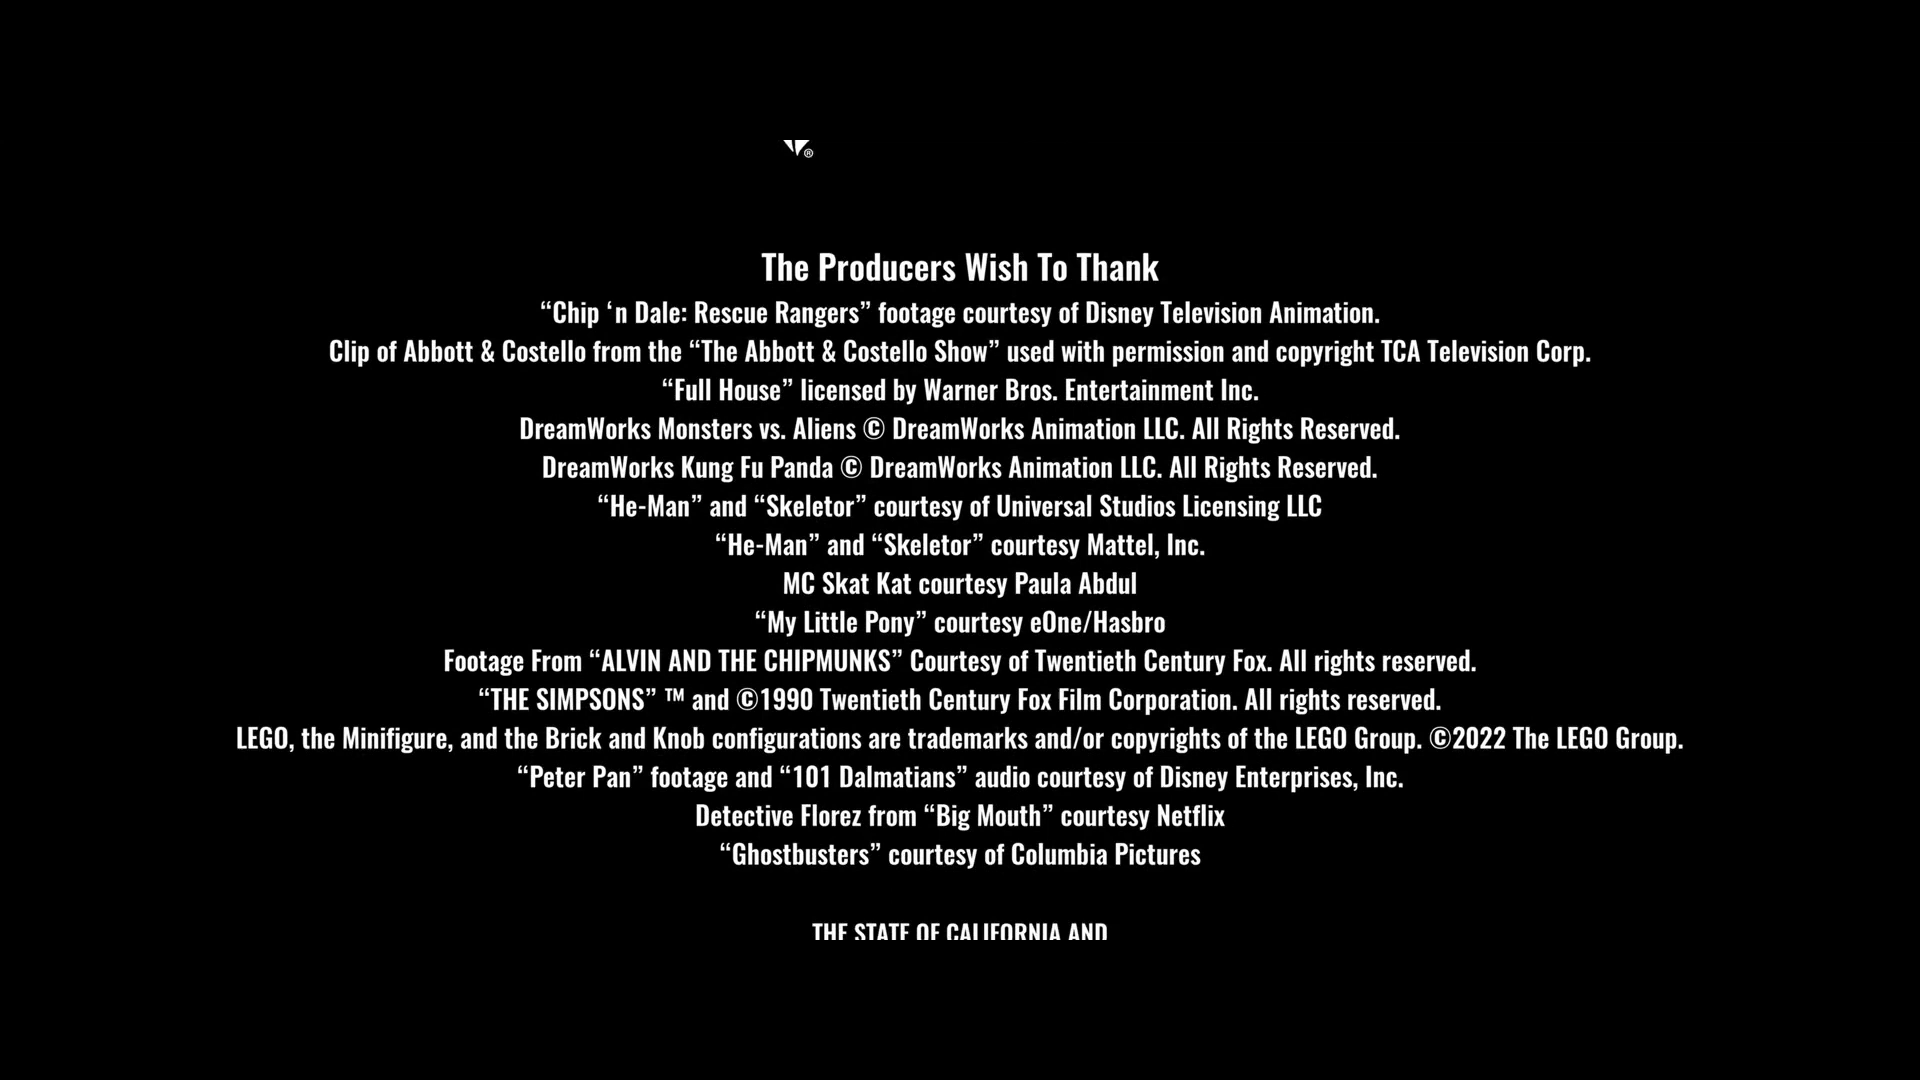 ®
The Producers Wish To Thank
“Chip ‘n Dale: Rescue Rangers” footage courtesy of Disney Television Animation.
Clip of Abbott & Costello from the “The Abbott & Costello Show” used with permission and copyright TCA Television Corp.
“Full House” licensed by Warner Bros. Entertainment Inc.
DreamWorks Monsters vs. Aliens © DreamWorks Animation LLC. All Rights Reserved.
DreamWorks Kung Fu Panda © DreamWorks Animation LLC. All Rights Reserved.
“He-Man” and “Skeletor” courtesy of Universal Studios Licensing LLC
“He-Man” and “Skeletor” courtesy Mattel, Inc.
MC Skat Kat courtesy Paula Abdul
“My Little Pony” courtesy eOne/Hasbro
Footage From “ALVIN AND THE CHIPMUNKS” Courtesy of Twentieth Century Fox. All rights reserved.
“THE SIMPSONS” ™ and ©1990 Twentieth Century Fox Film Corporation. All rights reserved.
LEGO, the Minifigure, and the Brick and Knob configurations are trademarks and/or copyrights of the LEGO Group. ©2022 The LEGO Group.
“Peter Pan” footage and “101 Dalmatians” audio courtesy of Disney Enterprises, Inc.
Detective Florez from “Big Mouth” courtesy Netflix
“Ghostbusters” courtesy of Columbia Pictures
THE STATE OF CALIFORNIA AND